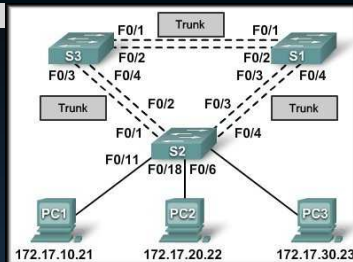 Trunk
F0/1 F0/1
S3 S1
F0/2 F0/2
F0/3 F0/4 F0/3 F0/4
Trunk Trunk
F0/2 F0/3
F0/1 F0/4
S2
F0/11 F0/18 F0/6
PC1 PC2 PC3
172.17.10.21 172.17.20.22 172.17.30.23